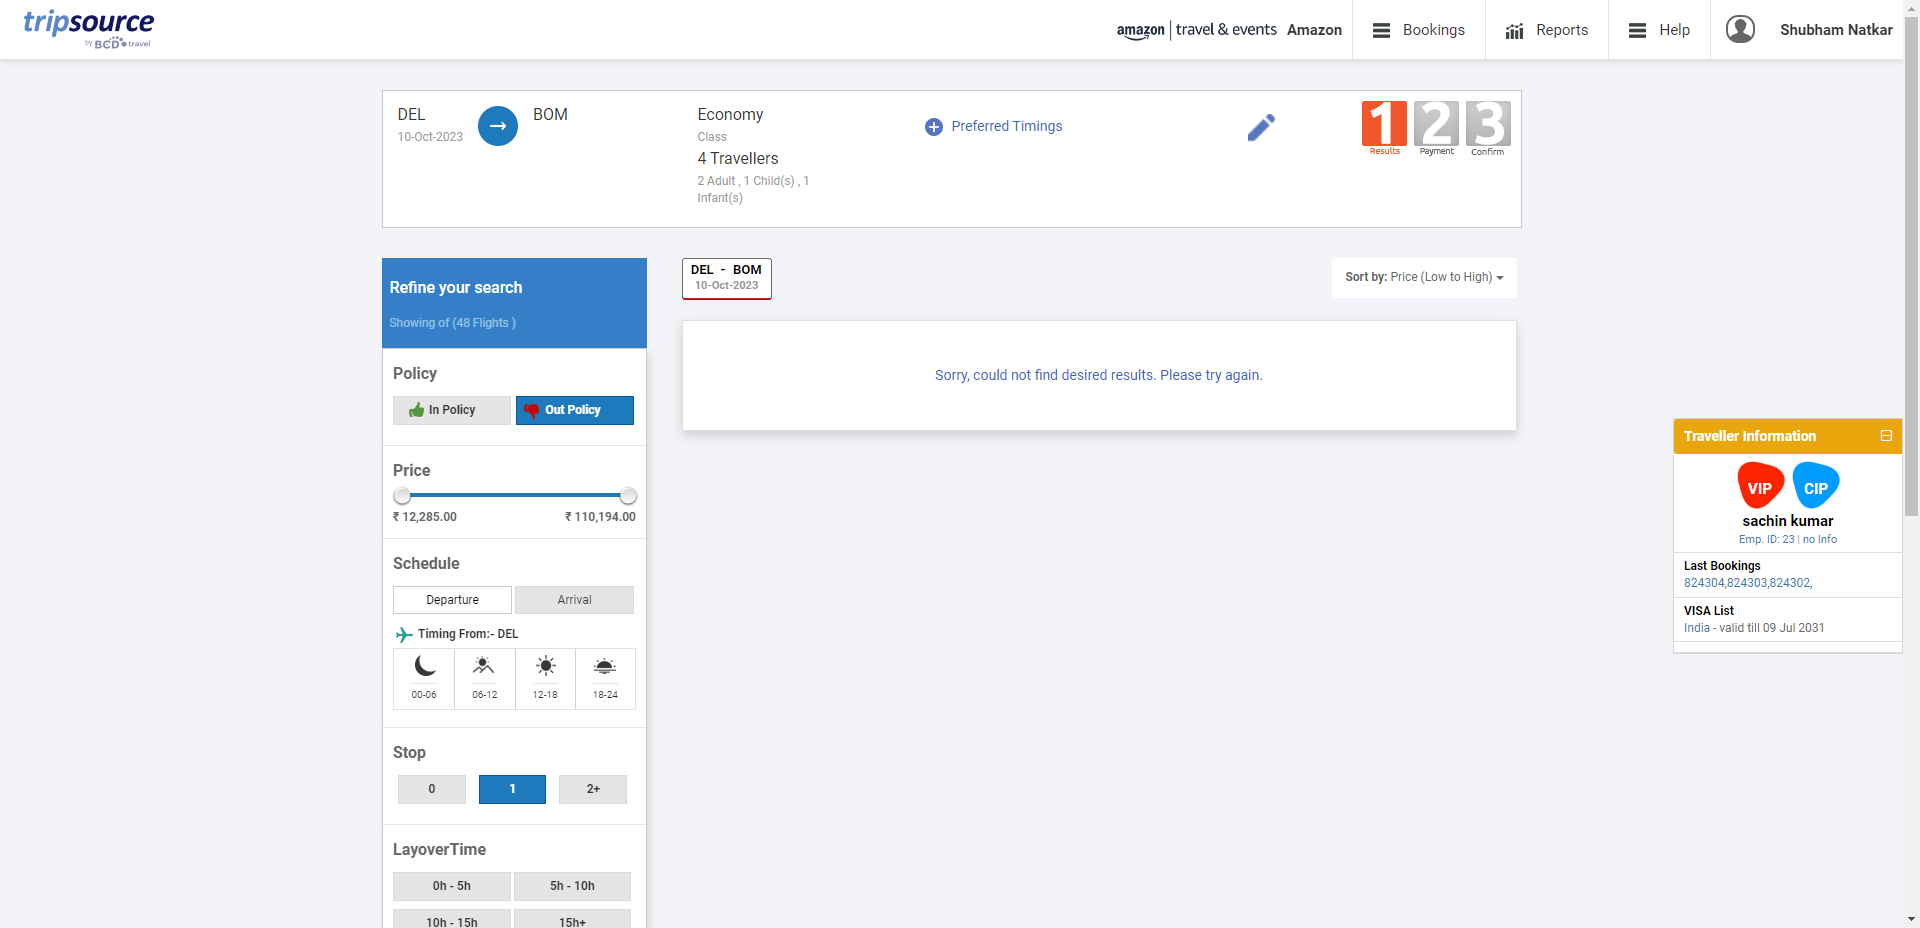 tripsource
by BCD travel
amazon | travel & events Amazon
Bookings
Reports
Help
Shubham Natkar
DEL
10-Oct-2023
BOM
Economy
Class
4 Travellers
2 Adult , 1 Child(s) , 1
Infant(s)
Preferred Timings
1
Results
2
Payment
3
Confirm
Refine your search
Showing of (48 Flights )
Policy
In Policy
Out Policy
Price
₹ 12,285.00
₹ 110,194.00
Schedule
Departure
Arrival
Timing From:- DEL
00-06
06-12
12-18
18-24
Stop
0
1
2+
LayoverTime
0h - 5h
5h - 10h
10h - 15h
15h+
DEL - BOM
10-Oct-2023
Sort by: Price (Low to High)
Sorry, could not find desired results. Please try again.
Traveller Information
VIP
CIP
sachin kumar
Emp. ID: 23 | no Info
Last Bookings
824304,824303,824302,
VISA List
India - valid till 09 Jul 2031